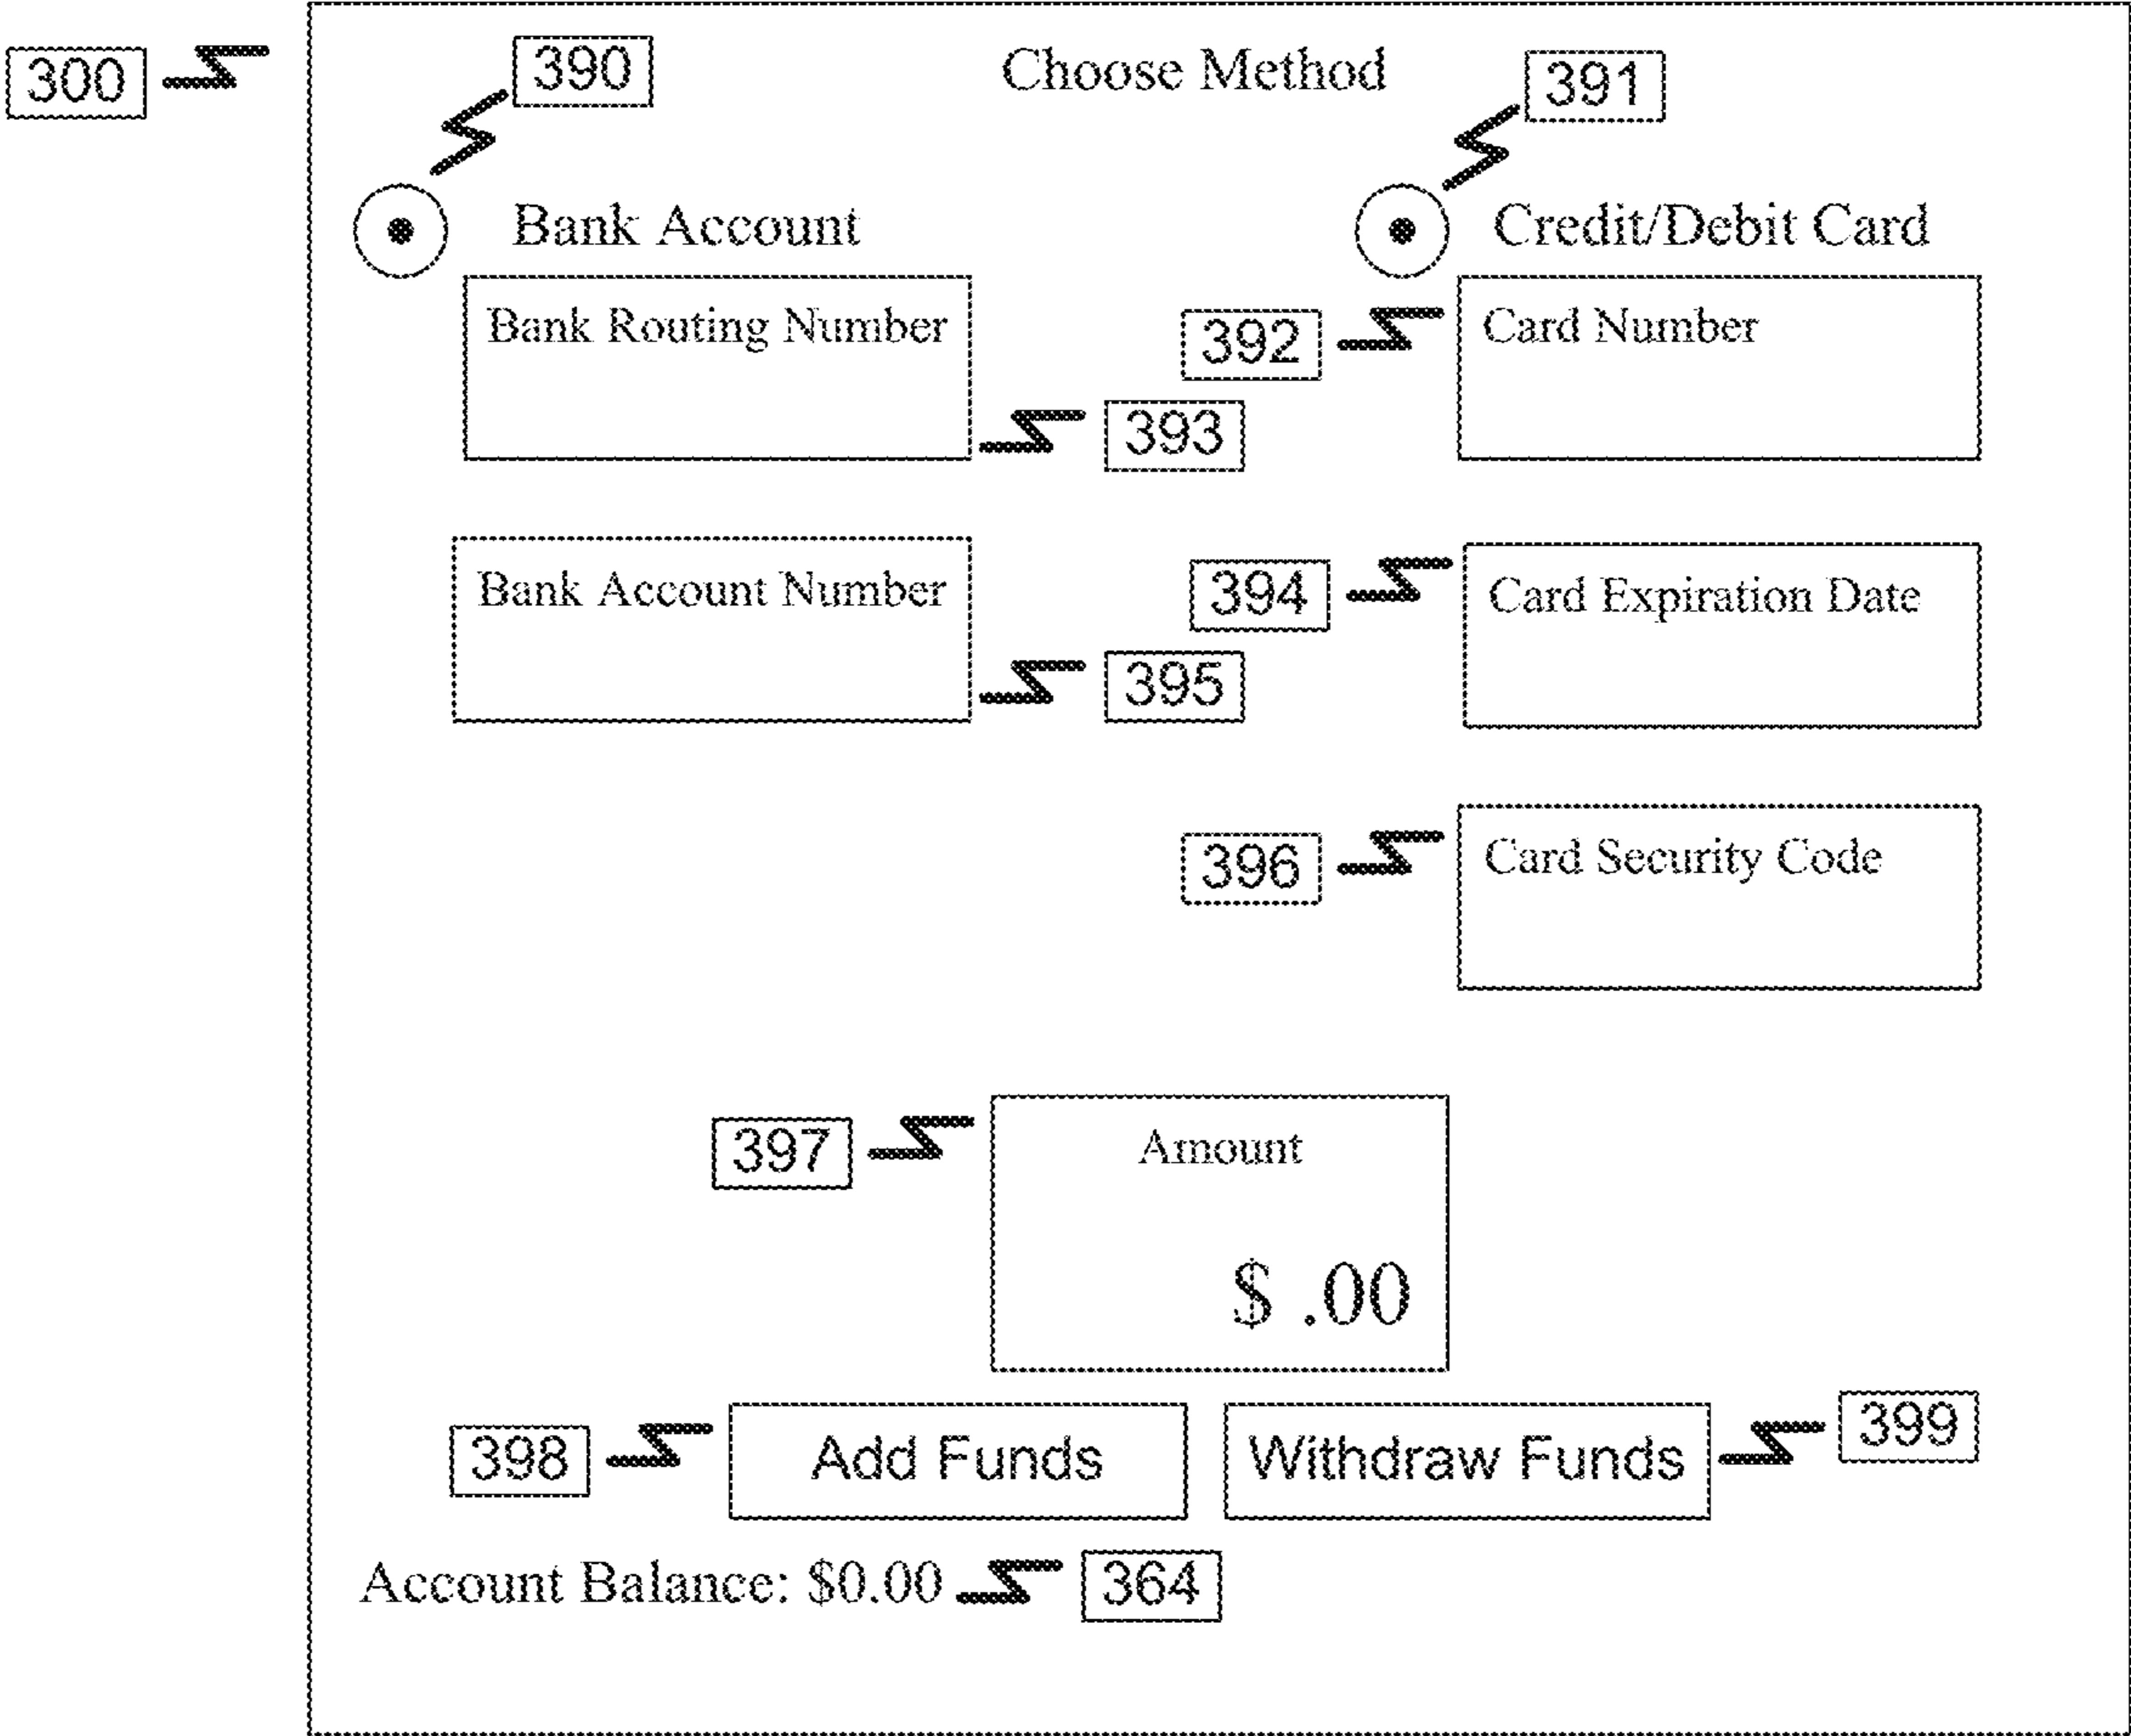 300
390
Choose Method
391
Bank Account
Credit/Debit Card
Bank Routing Number
392
Card Number
393
Bank Account Number
394
Card Expiration Date
395
396
Card Security Code
397
Amount
$ .00
398
Add Funds
Withdraw Funds
399
Account Balance: $0.00
364